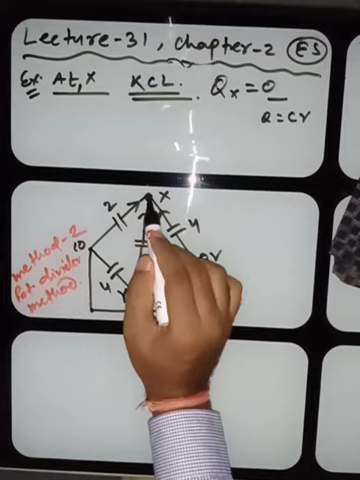 Lecture-31, chapter-2 ES
Ex: At, X KCL. Qx = 0
Q = CV
2 X
4
10
method-2
Pot. divider
method.
4